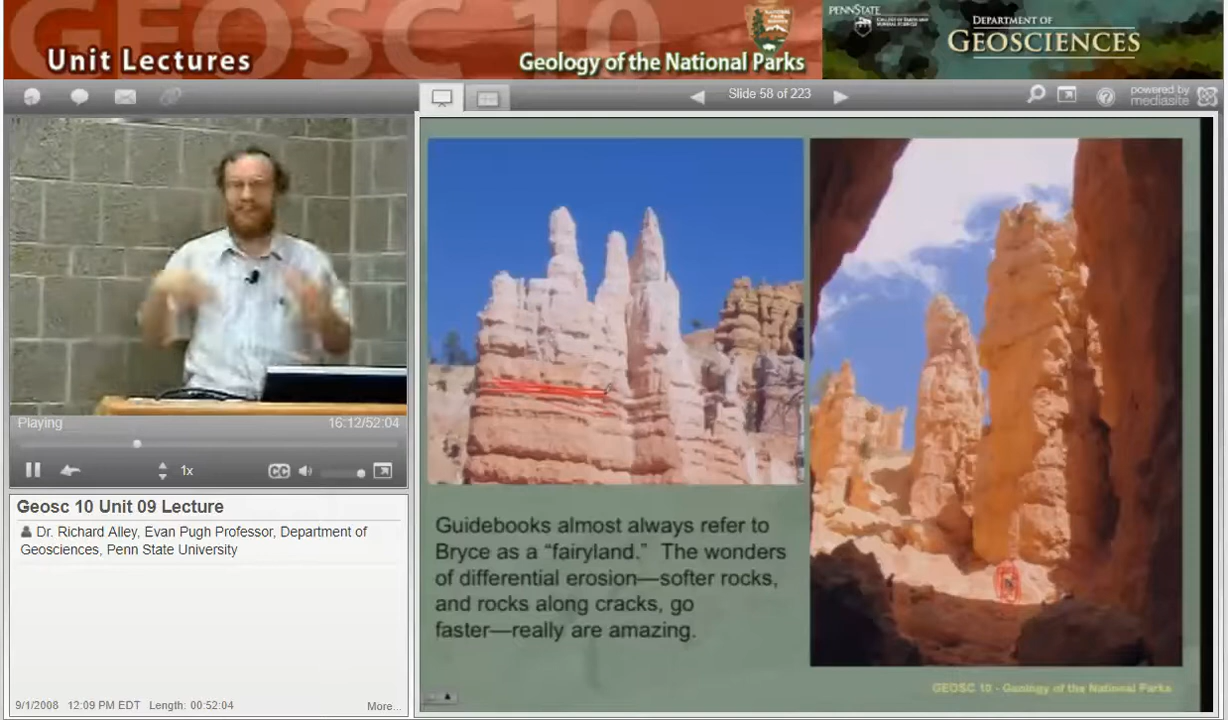 GEOSC 10
Unit Lectures
Geology of the National Parks
PENNSTATE
DEPARTMENT OF
GEOSCIENCES
Slide 58 of 223
powered by
mediasite
Playing
16:12/52:04
1x
CC
Geosc 10 Unit 09 Lecture
Dr. Richard Alley, Evan Pugh Professor, Department of
Geosciences, Penn State University
9/1/2008 12:09 PM EDT Length: 00:52:04
More...
Guidebooks almost always refer to
Bryce as a “fairyland.” The wonders
of differential erosion—softer rocks,
and rocks along cracks, go
faster—really are amazing.
GEOSC 10 - Geology of the National Parks